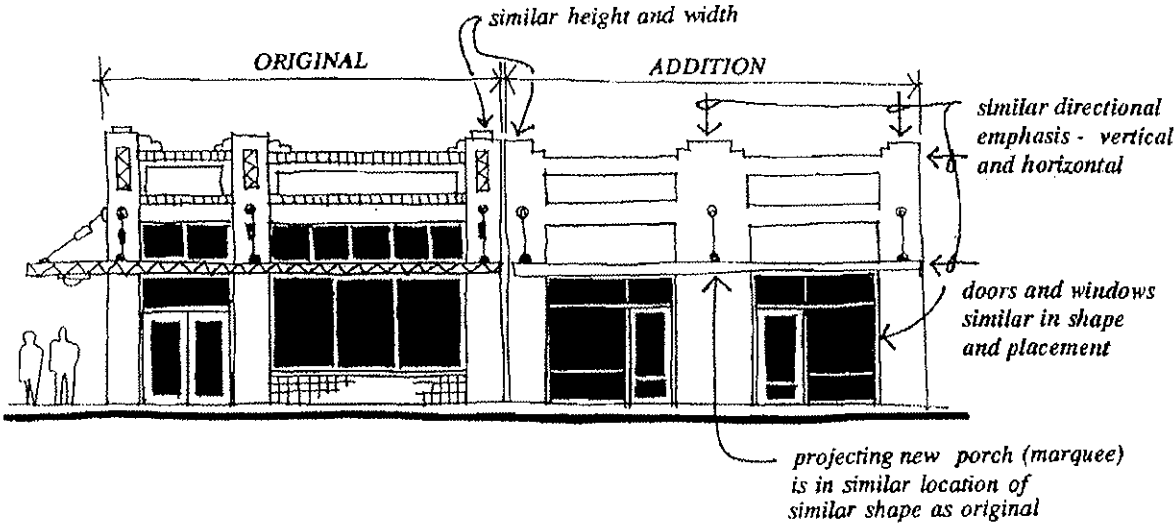 similar height and width
ORIGINAL
ADDITION
similar directional
emphasis - vertical
and horizontal
doors and windows
similar in shape
and placement
projecting new porch (marquee)
is in similar location of
similar shape as original